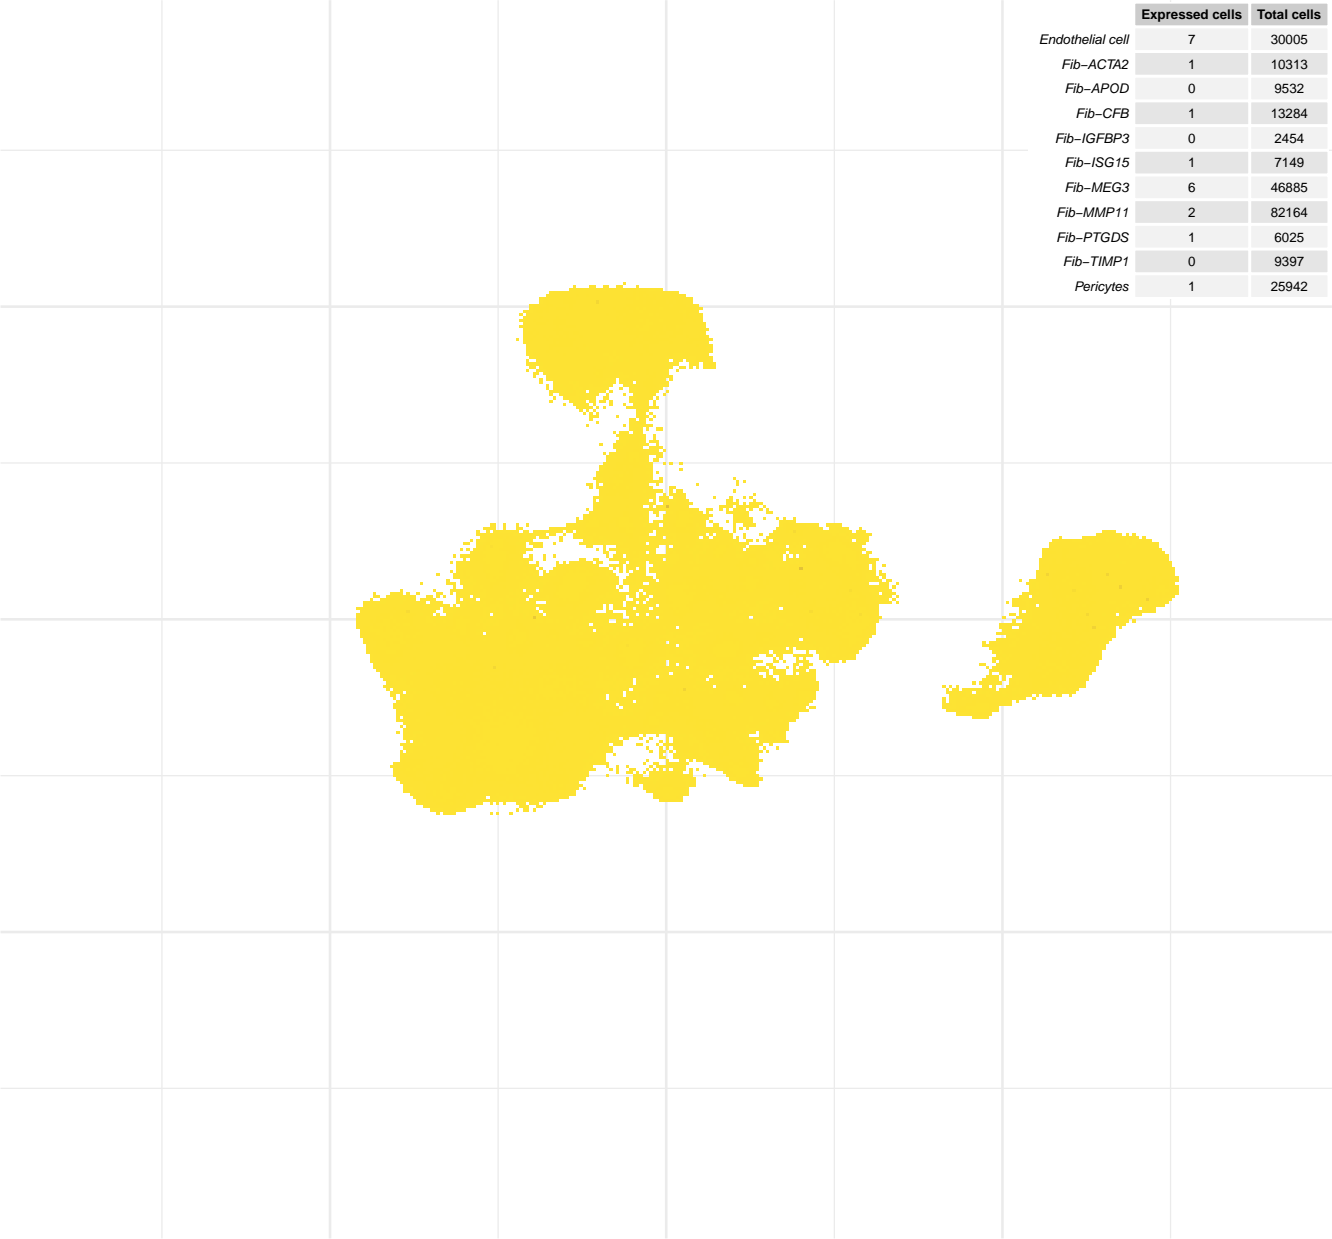 Expressed cells Total cells
Endothelial cell 7 30005
Fib−ACTA2 1 10313
Fib−APOD 0 9532
Fib−CFB 1 13284
Fib−IGFBP3 0 2454
Fib−ISG15 1 7149
Fib−MEG3 6 46885
Fib−MMP11 2 82164
Fib−PTGDS 1 6025
Fib−TIMP1 0 9397
Pericytes 1 25942